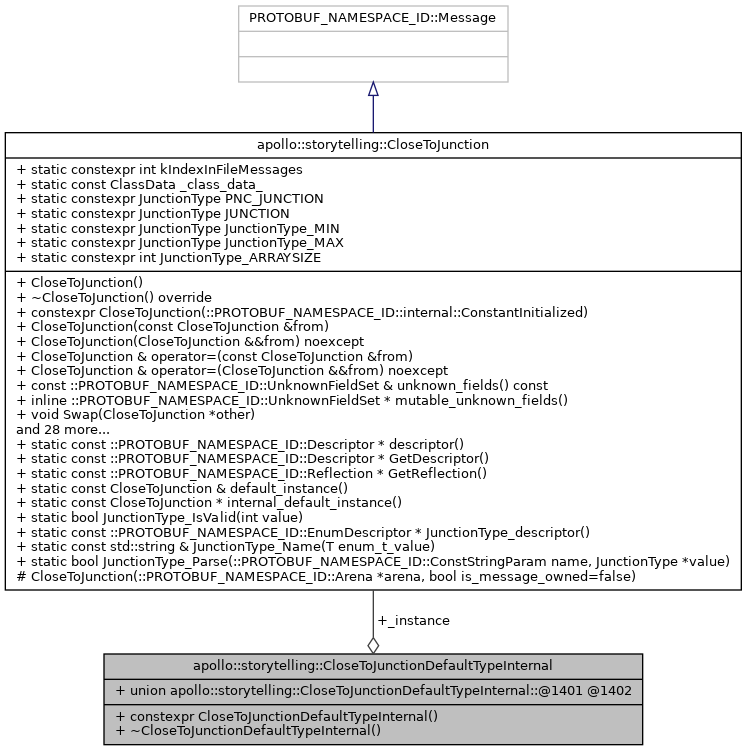 PROTOBUF_NAMESPACE_ID::Message
apollo::storytelling::CloseToJunction
+ static constexpr int kIndexInFileMessages
+ static const ClassData _class_data_
+ static constexpr JunctionType PNC_JUNCTION
+ static constexpr JunctionType JUNCTION
+ static constexpr JunctionType JunctionType_MIN
+ static constexpr JunctionType JunctionType_MAX
+ static constexpr int JunctionType_ARRAYSIZE
+ CloseToJunction()
+ ~CloseToJunction() override
+ constexpr CloseToJunction(::PROTOBUF_NAMESPACE_ID::internal::ConstantInitialized)
+ CloseToJunction(const CloseToJunction &from)
+ CloseToJunction(CloseToJunction &&from) noexcept
+ CloseToJunction & operator=(const CloseToJunction &from)
+ CloseToJunction & operator=(CloseToJunction &&from) noexcept
+ const ::PROTOBUF_NAMESPACE_ID::UnknownFieldSet & unknown_fields() const
+ inline ::PROTOBUF_NAMESPACE_ID::UnknownFieldSet * mutable_unknown_fields()
+ void Swap(CloseToJunction *other)
and 28 more...
+ static const ::PROTOBUF_NAMESPACE_ID::Descriptor * descriptor()
+ static const ::PROTOBUF_NAMESPACE_ID::Descriptor * GetDescriptor()
+ static const ::PROTOBUF_NAMESPACE_ID::Reflection * GetReflection()
+ static const CloseToJunction & default_instance()
+ static const CloseToJunction * internal_default_instance()
+ static bool JunctionType_IsValid(int value)
+ static const ::PROTOBUF_NAMESPACE_ID::EnumDescriptor * JunctionType_descriptor()
+ static const std::string & JunctionType_Name(T enum_t_value)
+ static bool JunctionType_Parse(::PROTOBUF_NAMESPACE_ID::ConstStringParam name, JunctionType *value)
# CloseToJunction(::PROTOBUF_NAMESPACE_ID::Arena *arena, bool is_message_owned=false)
+_instance
apollo::storytelling::CloseToJunctionDefaultTypeInternal
+ union apollo::storytelling::CloseToJunctionDefaultTypeInternal::@1401 @1402
+ constexpr CloseToJunctionDefaultTypeInternal()
+ ~CloseToJunctionDefaultTypeInternal()